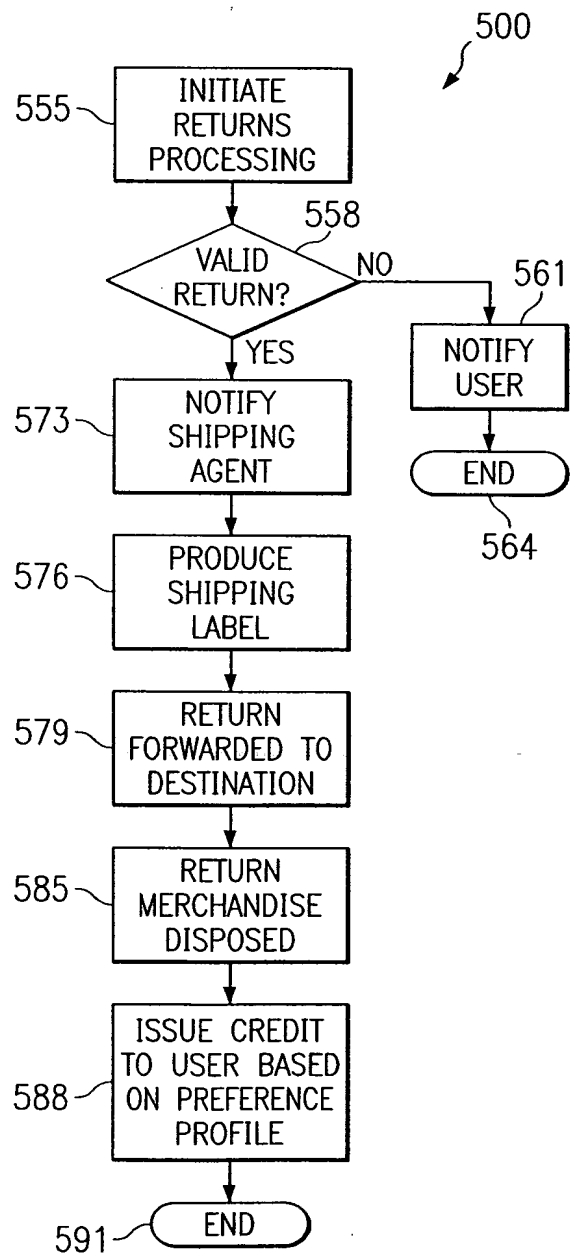 500
555
INITIATE
RETURNS
PROCESSING
558
VALID
RETURN?
NO
YES
561
NOTIFY
USER
573
NOTIFY
SHIPPING
AGENT
END
564
576
PRODUCE
SHIPPING
LABEL
579
RETURN
FORWARDED TO
DESTINATION
585
RETURN
MERCHANDISE
DISPOSED
588
ISSUE CREDIT
TO USER BASED
ON PREFERENCE
PROFILE
591
END